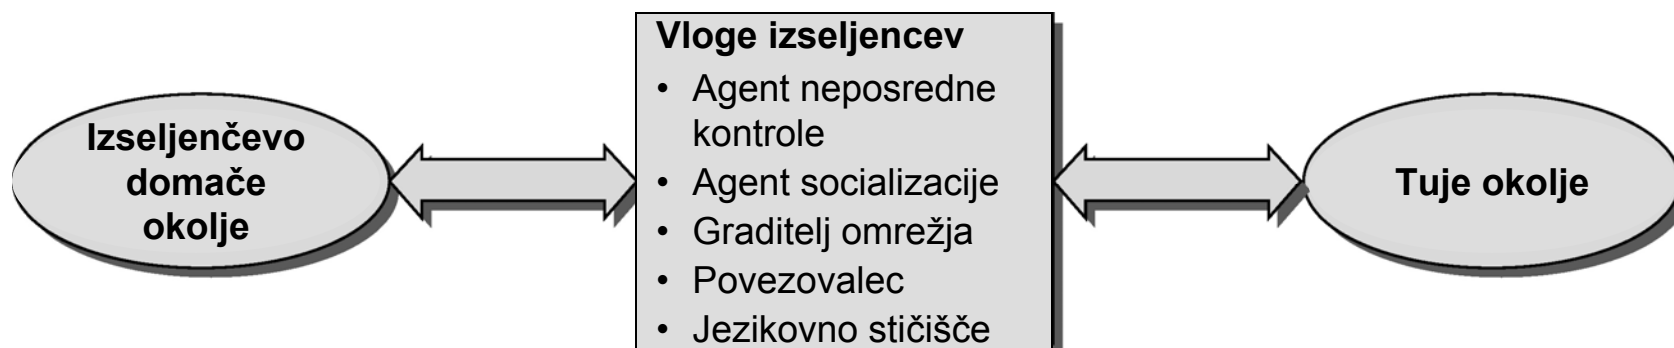 Izseljenčevo
domače
okolje
Vloge izseljencev
• Agent neposredne
kontrole
• Agent socializacije
• Graditelj omrežja
• Povezovalec
• Jezikovno stičišče
Tuje okolje